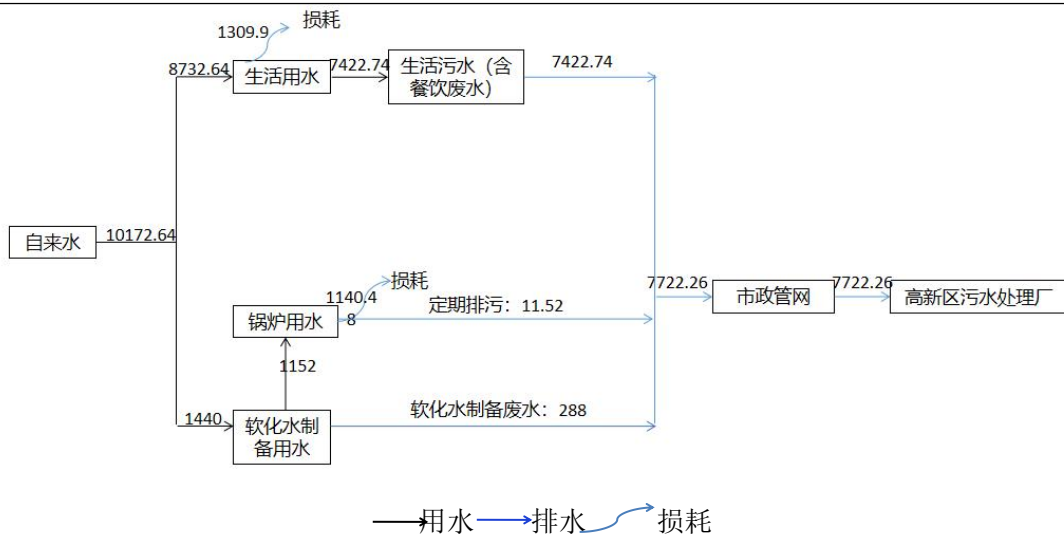 1309.9
损耗
8732.64
生活用水
7422.74
生活污水（含
餐饮废水）
7422.74
自来水
10172.64
1140.4
8
损耗
锅炉用水
定期排污：11.52
7722.26
市政管网
7722.26
高新区污水处理厂
1152
1440
软化水制
备用水
软化水制备废水：288
用水
排水
损耗